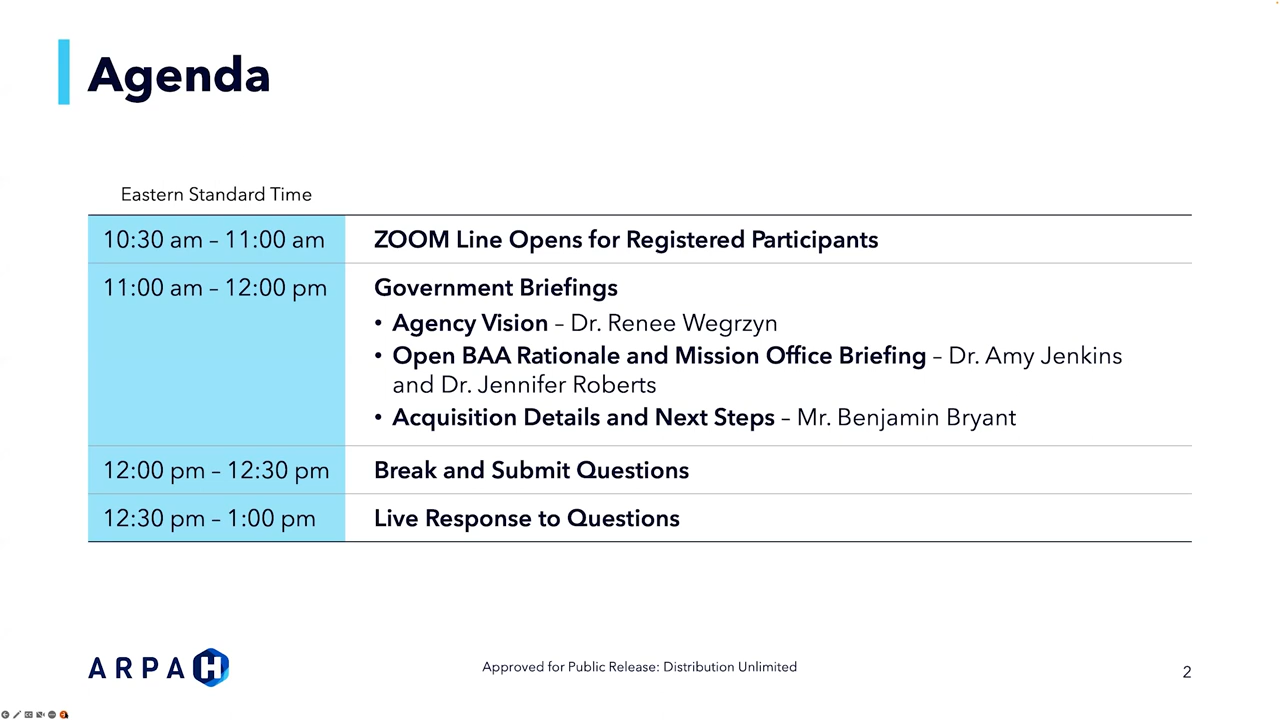 Agenda
Eastern Standard Time
10:30 am – 11:00 am
ZOOM Line Opens for Registered Participants
11:00 am – 12:00 pm
Government Briefings
• Agency Vision – Dr. Renee Wegrzyn
• Open BAA Rationale and Mission Office Briefing – Dr. Amy Jenkins
and Dr. Jennifer Roberts
• Acquisition Details and Next Steps – Mr. Benjamin Bryant
12:00 pm – 12:30 pm
Break and Submit Questions
12:30 pm – 1:00 pm
Live Response to Questions
ARPA H
Approved for Public Release: Distribution Unlimited
2